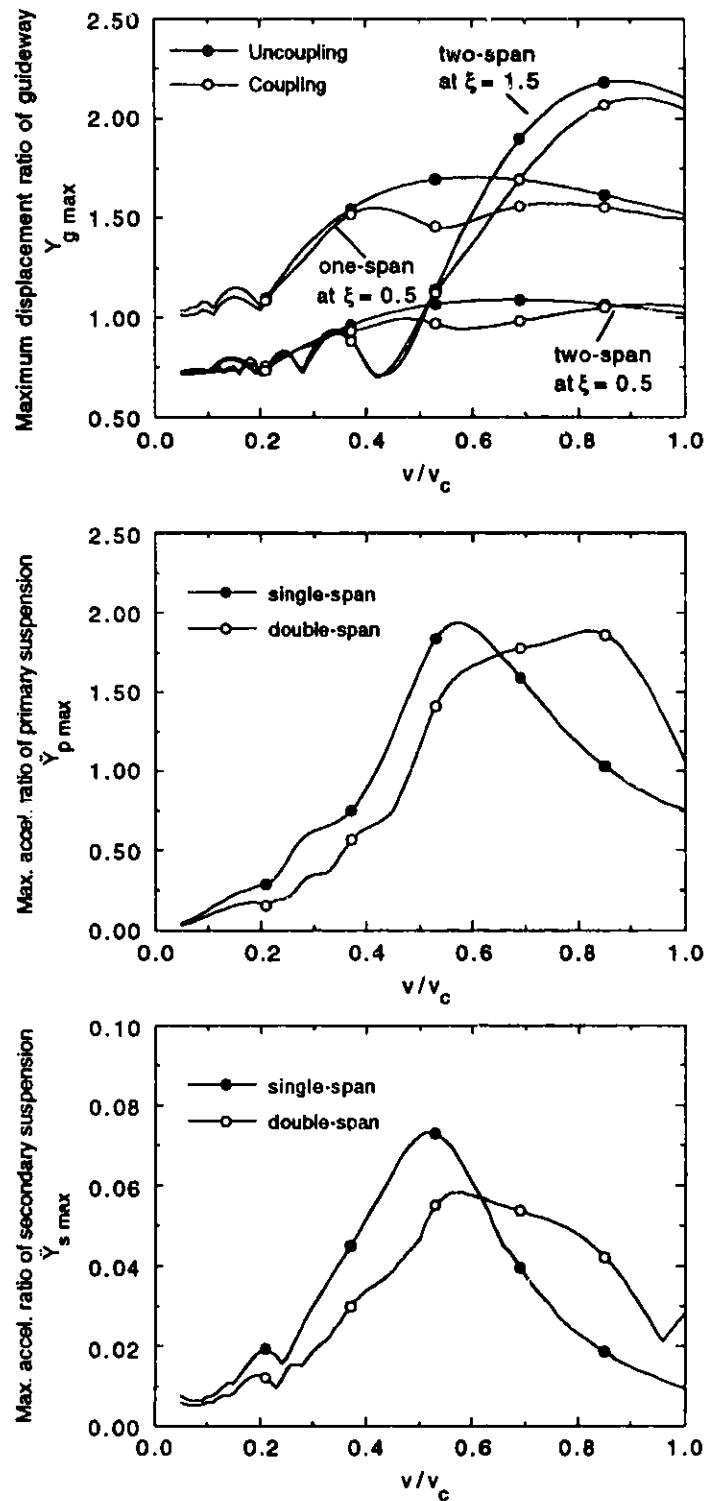 Maximum displacement ratio of guideway
Y g max
2.50
2.00
1.50
1.00
0.50
Uncoupling
Coupling
two-span
at ξ = 1.5
one-span
at ξ = 0.5
two-span
at ξ = 0.5
0.0 0.2 0.4 0.6 0.8 1.0
v/v c
Max. accel. ratio of primary suspension
Ÿ p max
2.50
2.00
1.50
1.00
0.50
0.00
single-span
double-span
0.0 0.2 0.4 0.6 0.8 1.0
v/v c
Max. accel. ratio of secondary suspension
Ÿ s max
0.10
0.08
0.06
0.04
0.02
0.00
single-span
double-span
0.0 0.2 0.4 0.6 0.8 1.0
v/v c